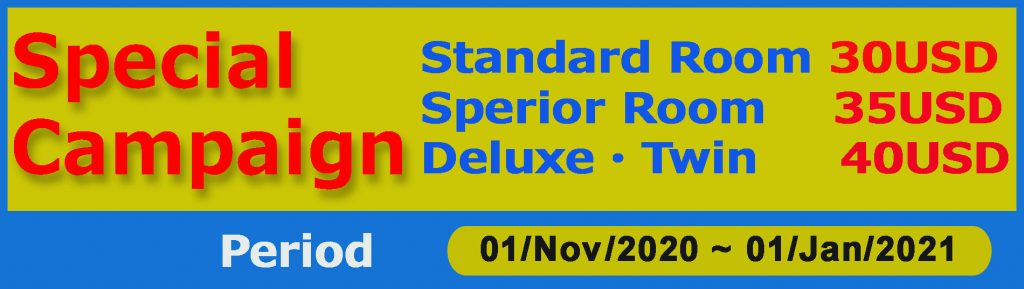 Special
Campaign
Standard Room 30USD
Sperior Room 35USD
Deluxe・Twin 40USD
Period 01/Nov/2020 ~ 01/Jan/2021